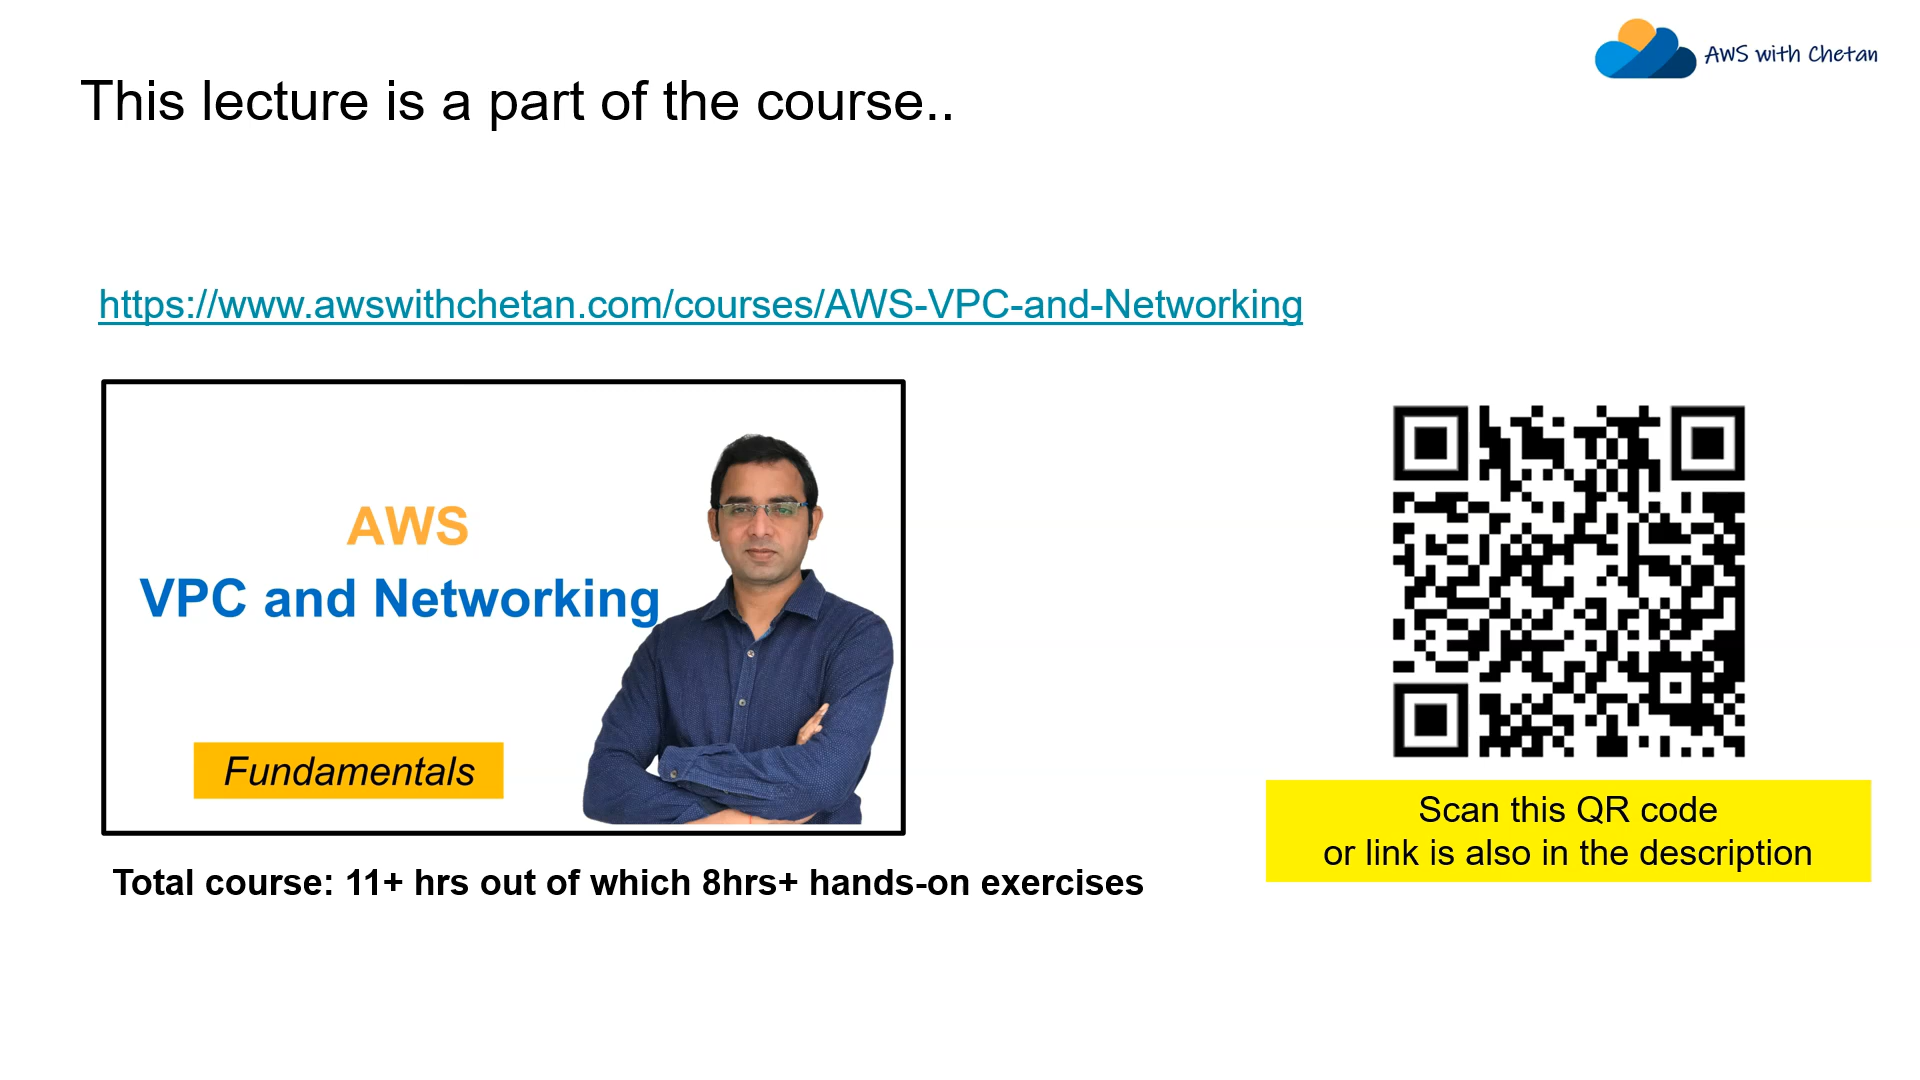 AWS with Chetan
This lecture is a part of the course..
https://www.awswithchetan.com/courses/AWS-VPC-and-Networking
AWS
VPC and Networking
Fundamentals
Scan this QR code
or link is also in the description
Total course: 11+ hrs out of which 8hrs+ hands-on exercises